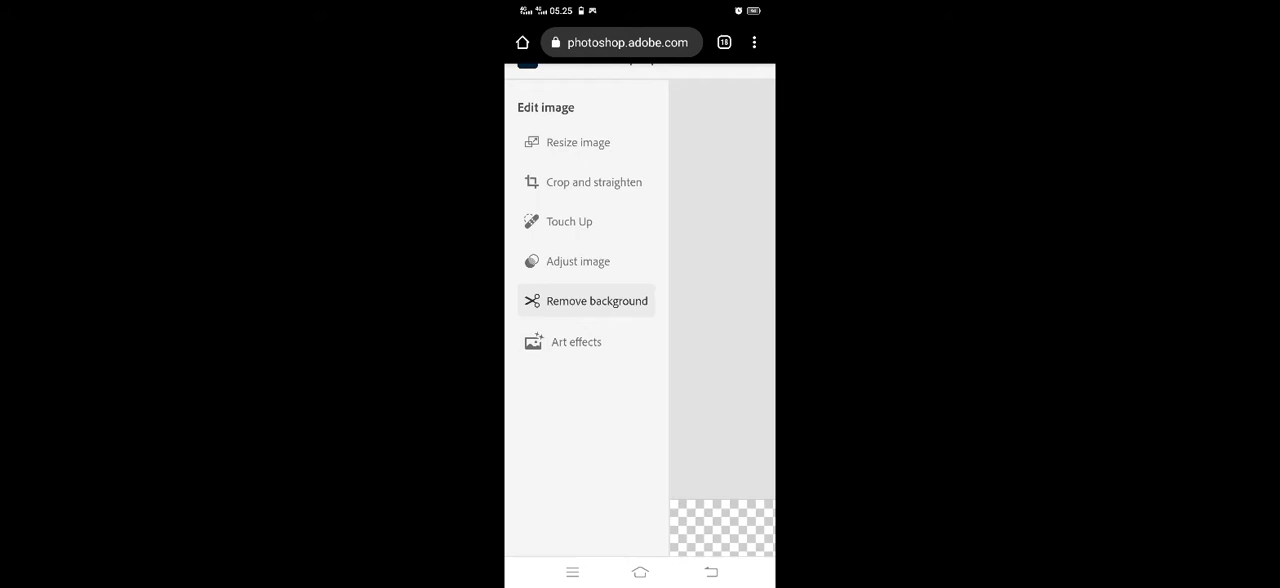 05.25
photoshop.adobe.com
18
Edit image
Resize image
Crop and straighten
Touch Up
Adjust image
Remove background
Art effects